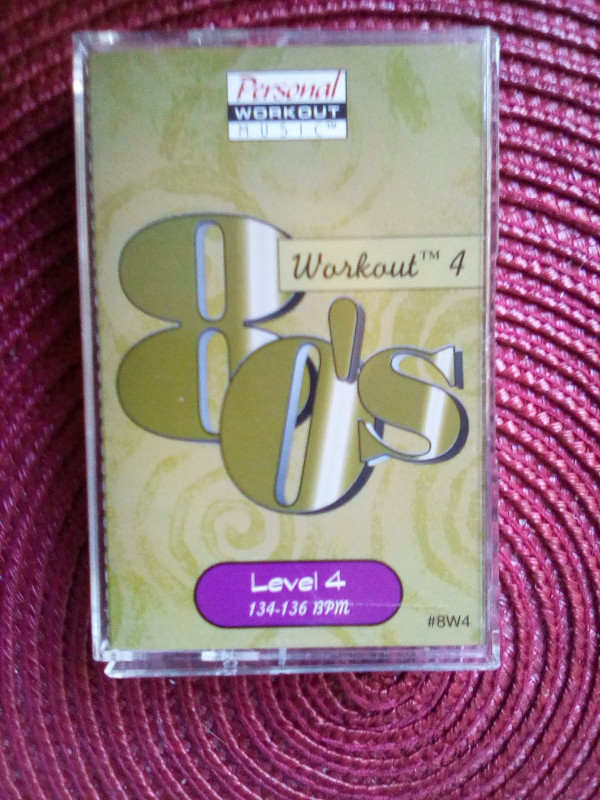 Personal
WORKOUT
MUSIC™
Workout™ 4
80's
Level 4
134-136 BPM
#8W4